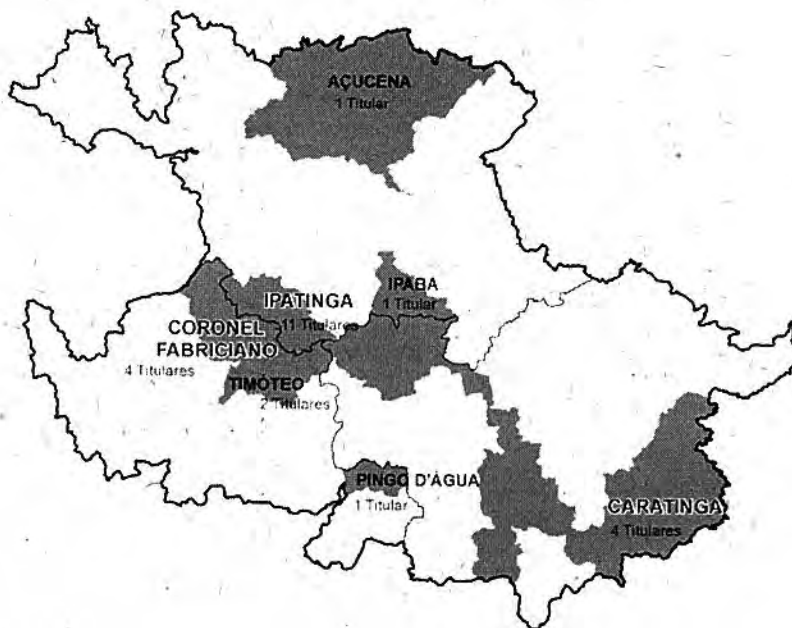 AÇUCENA
1 Titular
IPATINGA
11 Titulares
IPABA
1 Titular
CORONEL
FABRICIANO
4 Titulares
TIMÓTEO
2 Titulares
PINGO D'ÁGUA
1 Titular
CARATINGA
4 Titulares